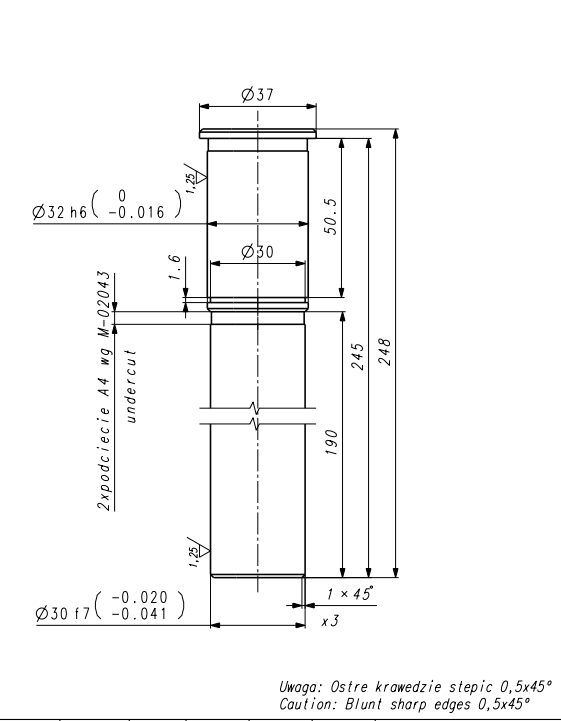 Ø37
1,25
Ø32 h6 ( 0 -0.016 )
50.5
Ø30
1.6
2xpodciecie A4 wg M-02043
undercut
245
248
190
1,25
Ø30 f7 ( -0.020 -0.041 )
1 × 45°
x3
Uwaga: Ostre krawedzie stepic 0,5x45°
Caution: Blunt sharp edges 0,5x45°